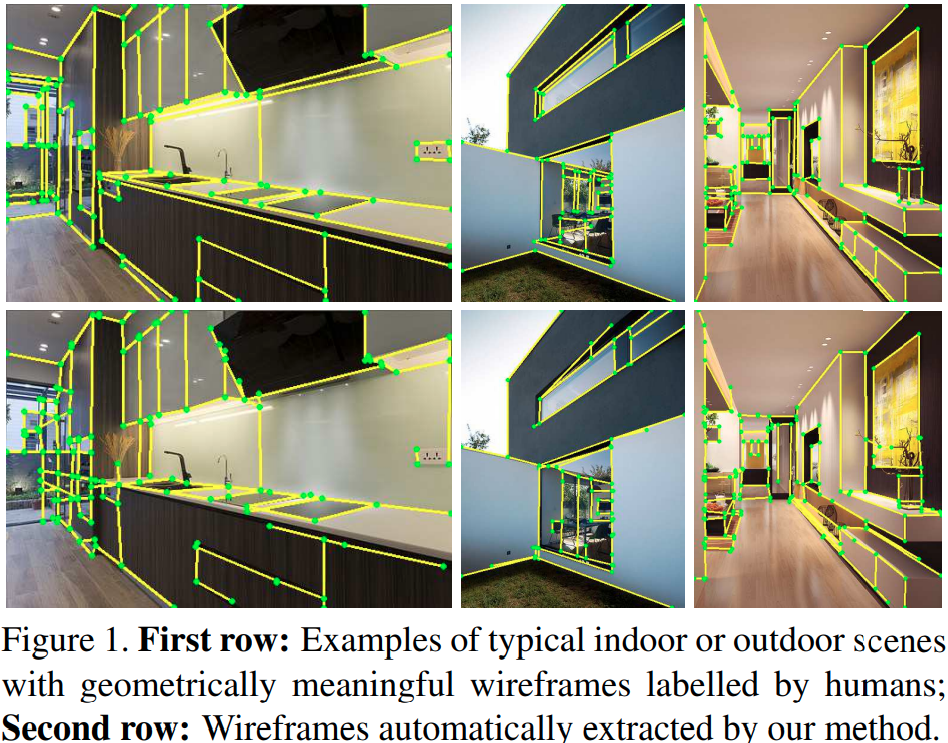 Figure 1. First row: Examples of typical indoor or outdoor scenes
with geometrically meaningful wireframes labelled by humans;
Second row: Wireframes automatically extracted by our method.